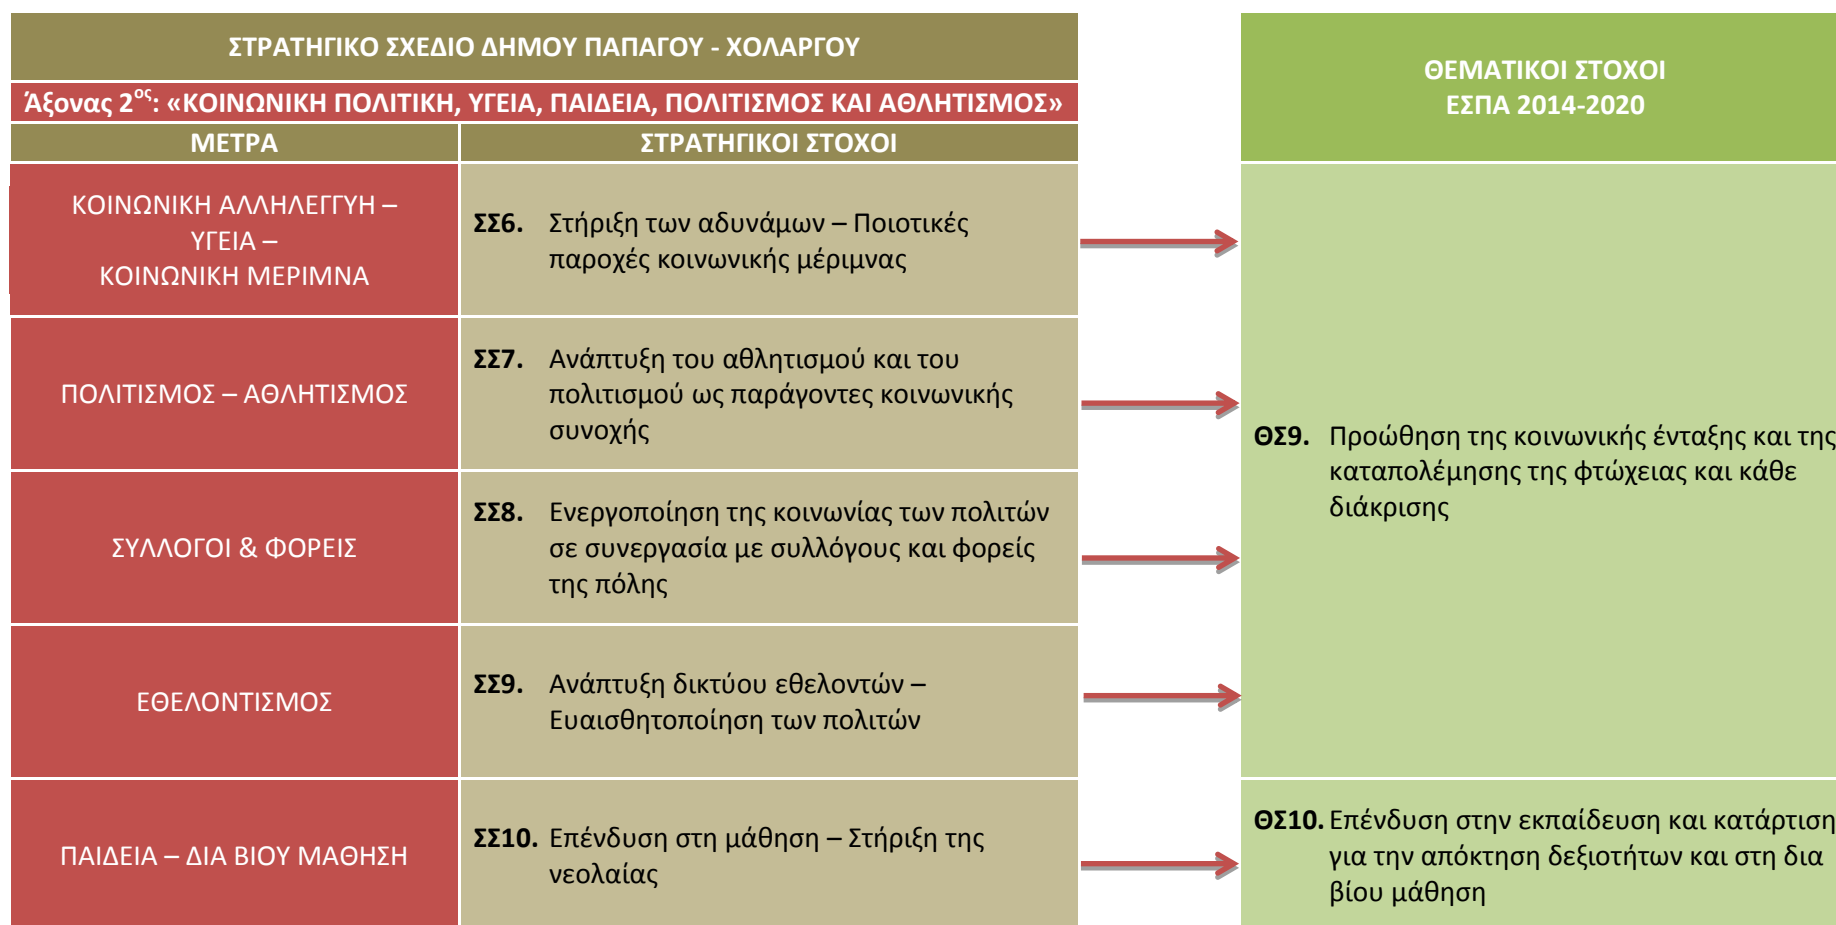 ΣΤΡΑΤΗΓΙΚΟ ΣΧΕΔΙΟ ΔΗΜΟΥ ΠΑΠΑΓΟΥ - ΧΟΛΑΡΓΟΥ
Άξονας 2ος: «ΚΟΙΝΩΝΙΚΗ ΠΟΛΙΤΙΚΗ, ΥΓΕΙΑ, ΠΑΙΔΕΙΑ, ΠΟΛΙΤΙΣΜΟΣ ΚΑΙ ΑΘΛΗΤΙΣΜΟΣ»
ΜΕΤΡΑ
ΣΤΡΑΤΗΓΙΚΟΙ ΣΤΟΧΟΙ
ΘΕΜΑΤΙΚΟΙ ΣΤΟΧΟΙ
ΕΣΠΑ 2014-2020
ΚΟΙΝΩΝΙΚΗ ΑΛΛΗΛΕΓΓΥΗ –
ΥΓΕΙΑ –
ΚΟΙΝΩΝΙΚΗ ΜΕΡΙΜΝΑ
ΣΣ6. Στήριξη των αδυνάμων – Ποιοτικές
παροχές κοινωνικής μέριμνας
ΠΟΛΙΤΙΣΜΟΣ – ΑΘΛΗΤΙΣΜΟΣ
ΣΣ7. Ανάπτυξη του αθλητισμού και του
πολιτισμού ως παράγοντες κοινωνικής
συνοχής
ΣΥΛΛΟΓΟΙ & ΦΟΡΕΙΣ
ΣΣ8. Ενεργοποίηση της κοινωνίας των πολιτών
σε συνεργασία με συλλόγους και φορείς
της πόλης
ΕΘΕΛΟΝΤΙΣΜΟΣ
ΣΣ9. Ανάπτυξη δικτύου εθελοντών –
Ευαισθητοποίηση των πολιτών
ΘΣ9. Προώθηση της κοινωνικής ένταξης και της
καταπολέμησης της φτώχειας και κάθε
διάκρισης
ΠΑΙΔΕΙΑ – ΔΙΑ ΒΙΟΥ ΜΑΘΗΣΗ
ΣΣ10. Επένδυση στη μάθηση – Στήριξη της
νεολαίας
ΘΣ10. Επένδυση στην εκπαίδευση και κατάρτιση
για την απόκτηση δεξιοτήτων και στη δια
βίου μάθηση